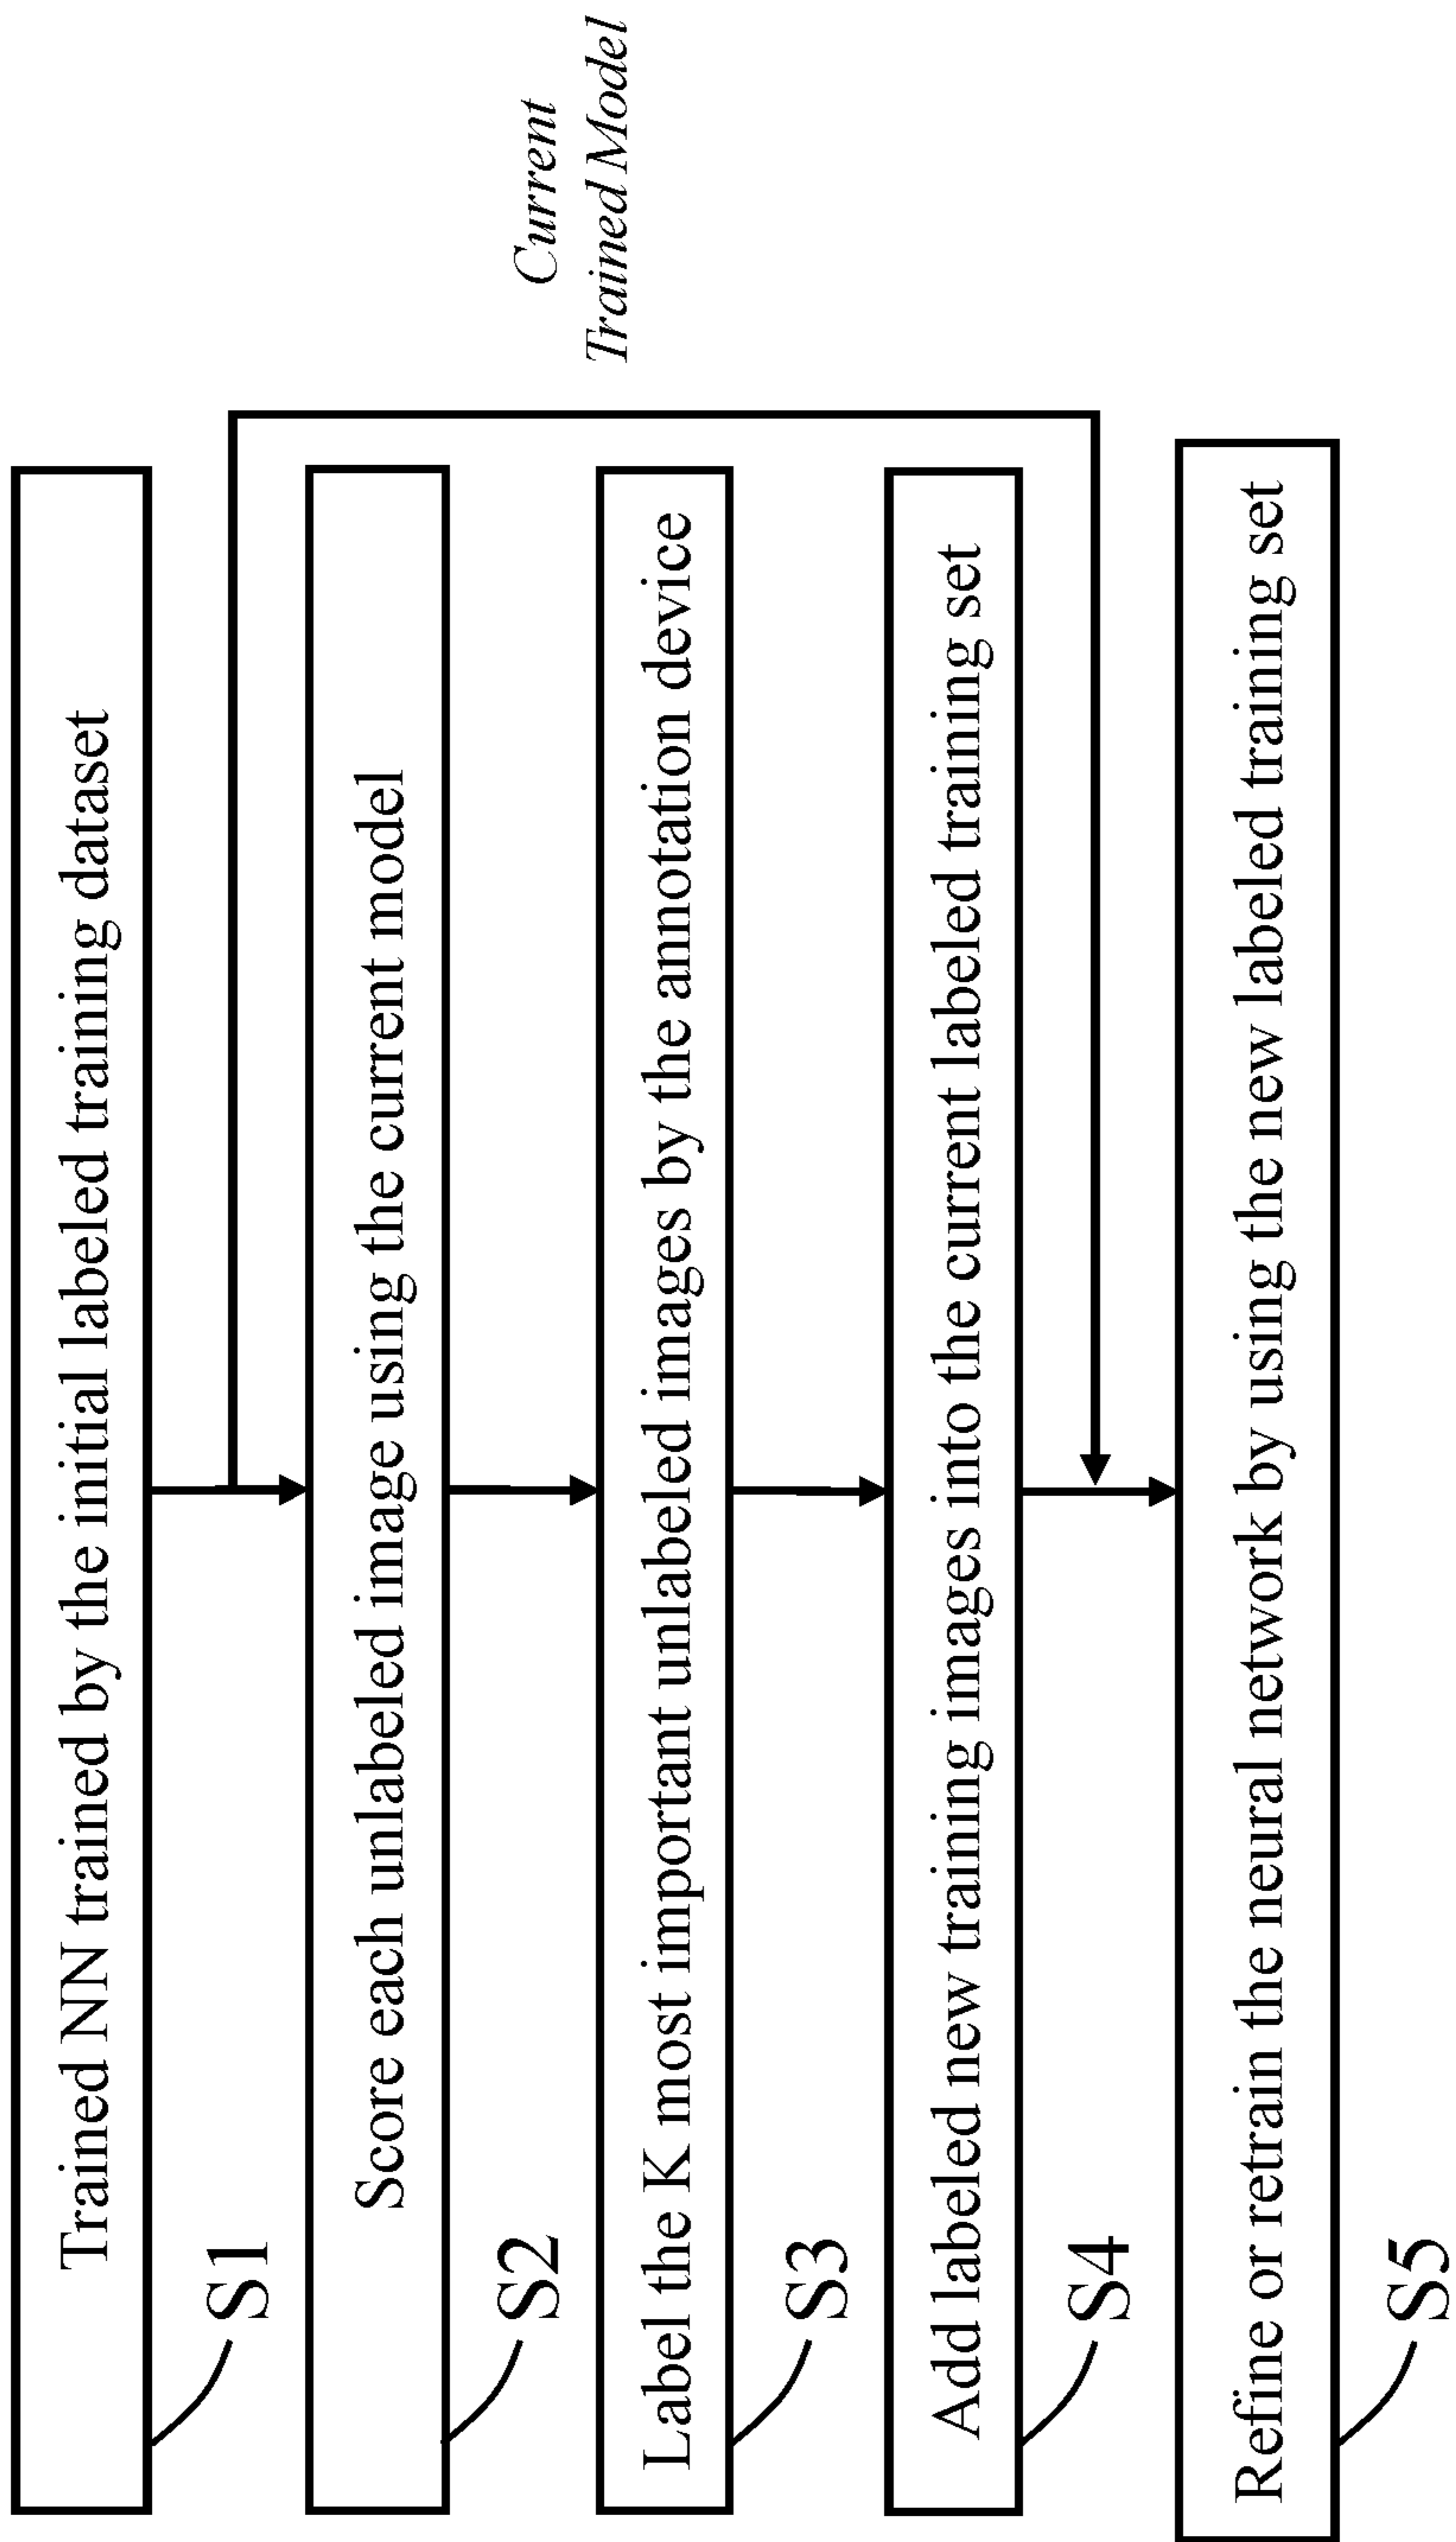 Trained NN trained by the initial labeled training dataset
S1
Current
Trained Model
Score each unlabeled image using the current model
S2
Label the K most important unlabeled images by the annotation device
S3
Add labeled new training images into the current labeled training set
S4
Refine or retrain the neural network by using the new labeled training set
S5